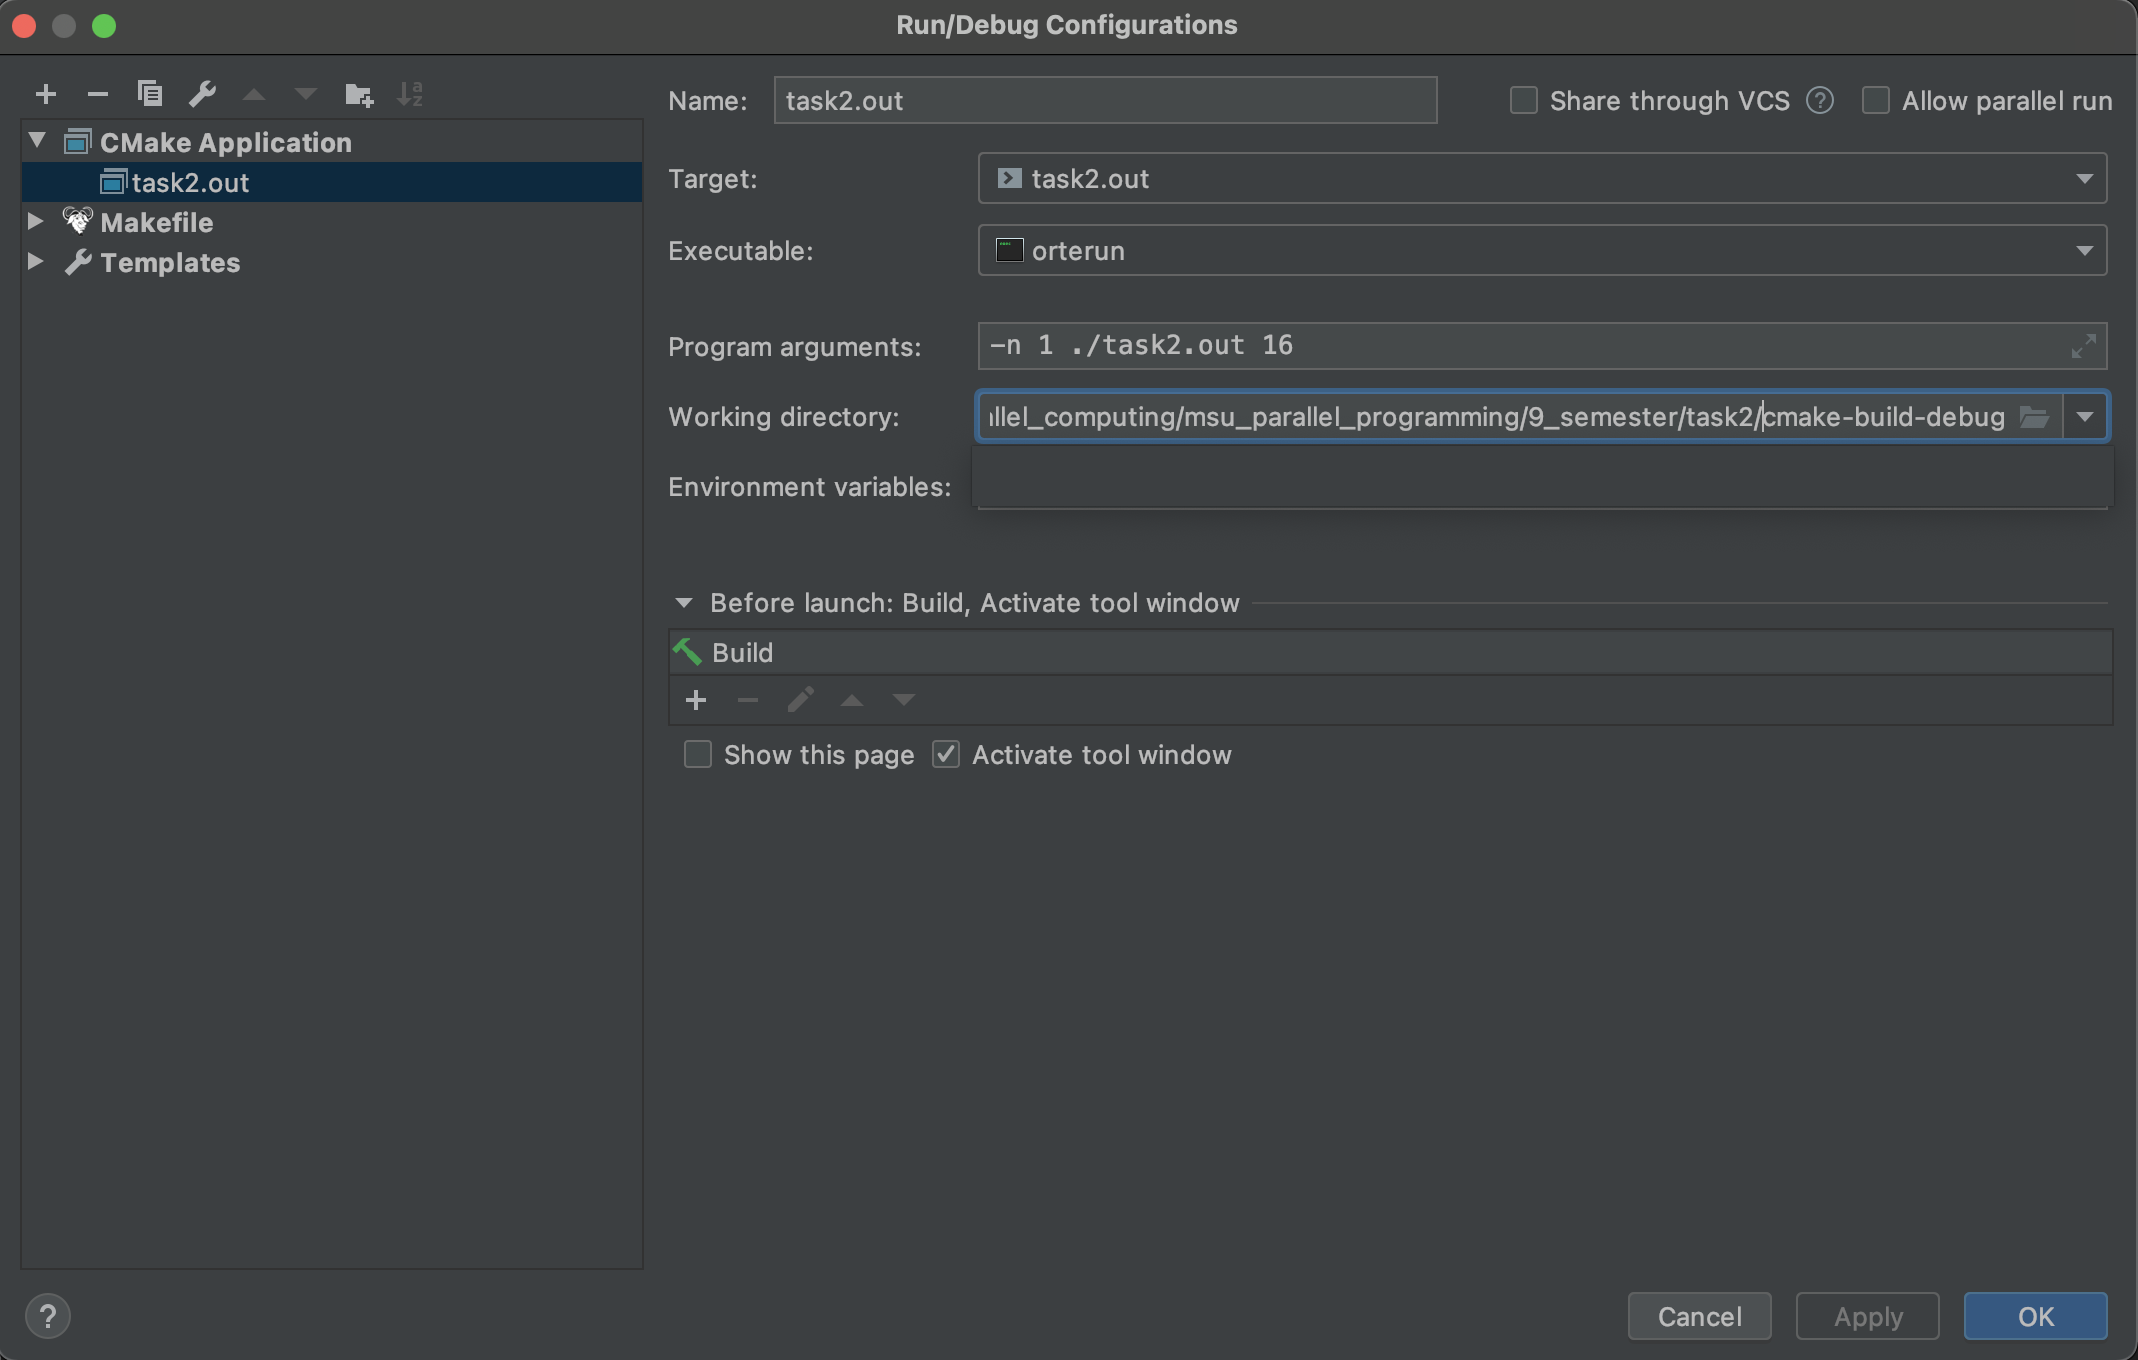 Run/Debug Configurations
Name: task2.out Share through VCS ? Allow parallel run
CMake Application
task2.out
Makefile
Templates
Target: task2.out
Executable: orterun
Program arguments: -n 1 ./task2.out 16
Working directory: llel_computing/msu_parallel_programming/9_semester/task2/cmake-build-debug
Environment variables:
Before launch: Build, Activate tool window
Build
Show this page Activate tool window
? Cancel Apply OK